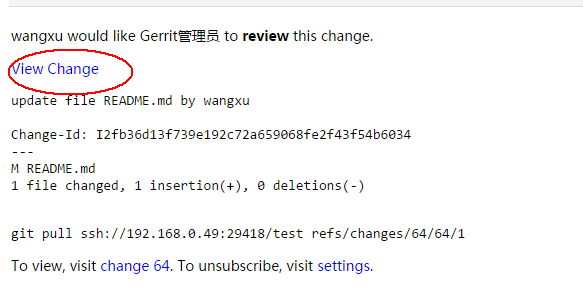 wangxu would like Gerrit管理员 to review this change.
View Change
update file README.md by wangxu
Change-Id: I2fb36d13f739e192c72a659068fe2f43f54b6034
---
M README.md
1 file changed, 1 insertion(+), 0 deletions(-)
git pull ssh://192.168.0.49:29418/test refs/changes/64/64/1
To view, visit change 64. To unsubscribe, visit settings.